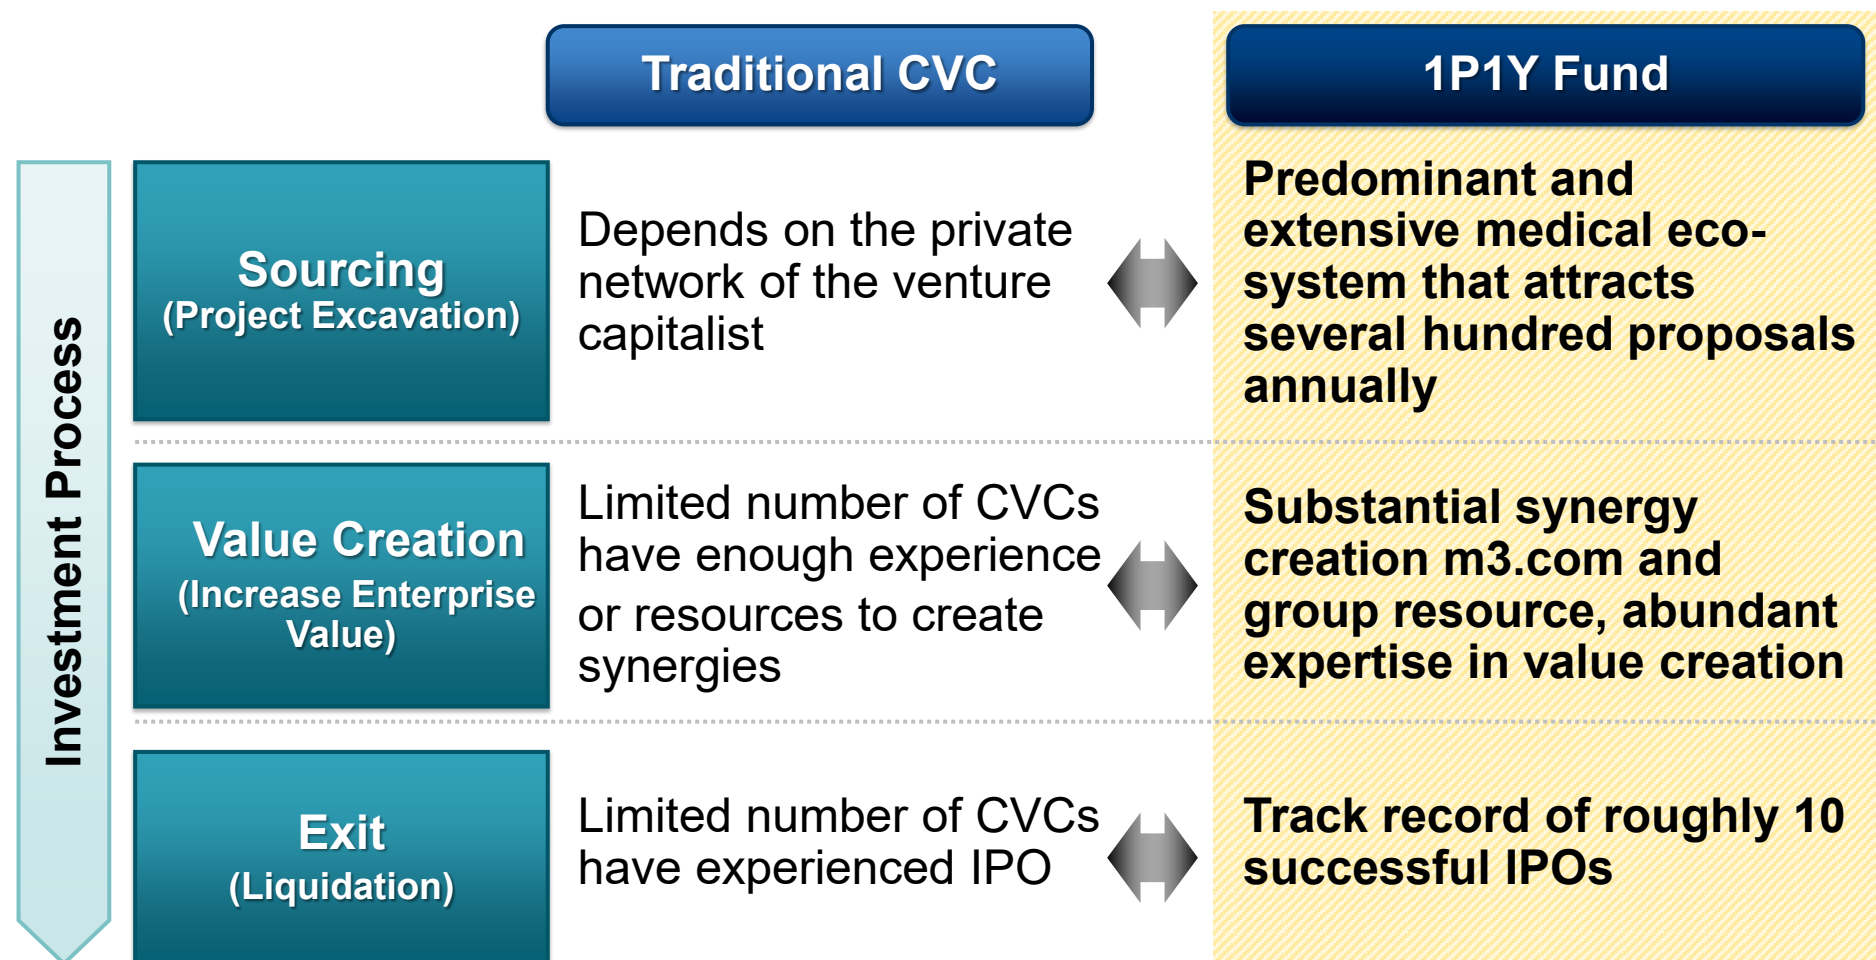 Traditional CVC
1P1Y Fund
Investment Process
Sourcing
(Project Excavation)
Depends on the private
network of the venture
capitalist
Predominant and
extensive medical eco-
system that attracts
several hundred proposals
annually
Value Creation
(Increase Enterprise
Value)
Limited number of CVCs
have enough experience
or resources to create
synergies
Substantial synergy
creation m3.com and
group resource, abundant
expertise in value creation
Exit
(Liquidation)
Limited number of CVCs
have experienced IPO
Track record of roughly 10
successful IPOs